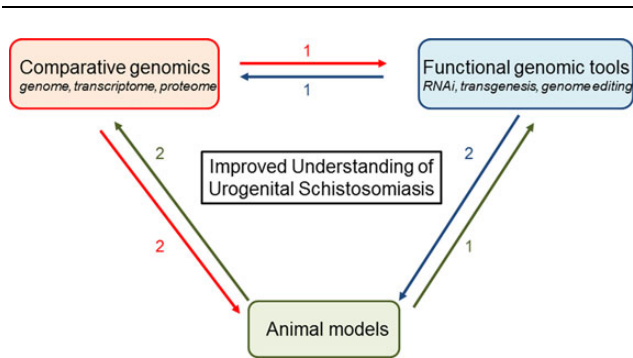 1
Comparative genomics
genome, transcriptome, proteome
Functional genomic tools
RNAi, transgenesis, genome editing
1
2
Improved Understanding of
Urogenital Schistosomiasis
2
2
1
Animal models